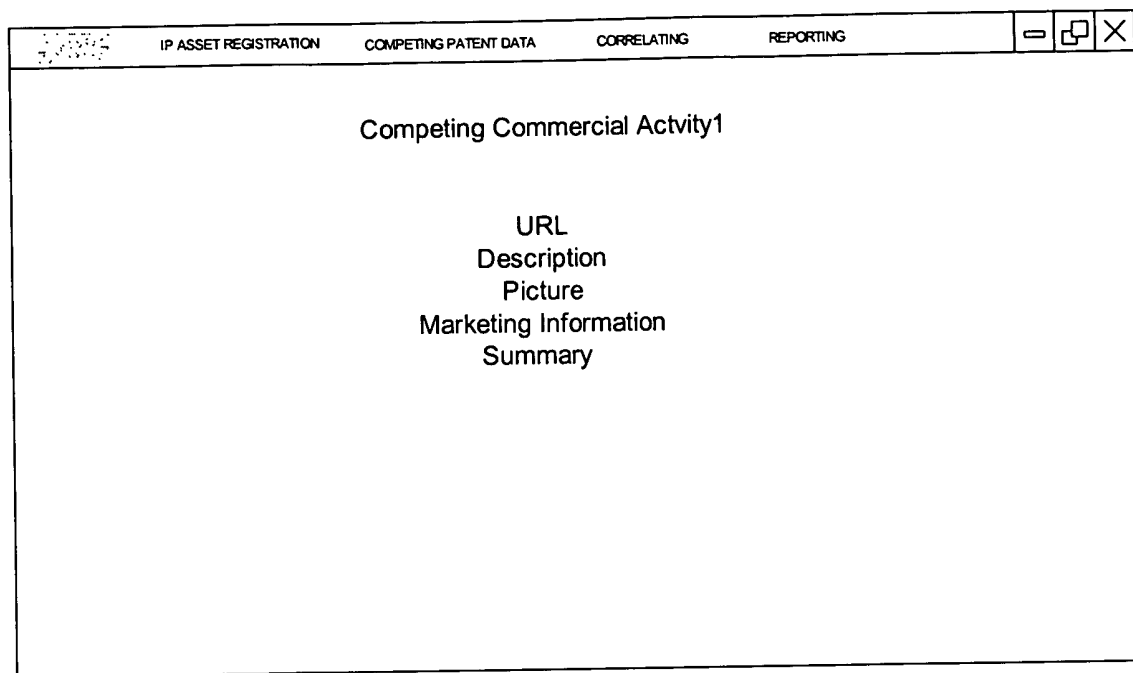 IP ASSET REGISTRATION COMPETING PATENT DATA CORRELATING REPORTING
Competing Commercial Actvity1
URL
Description
Picture
Marketing Information
Summary